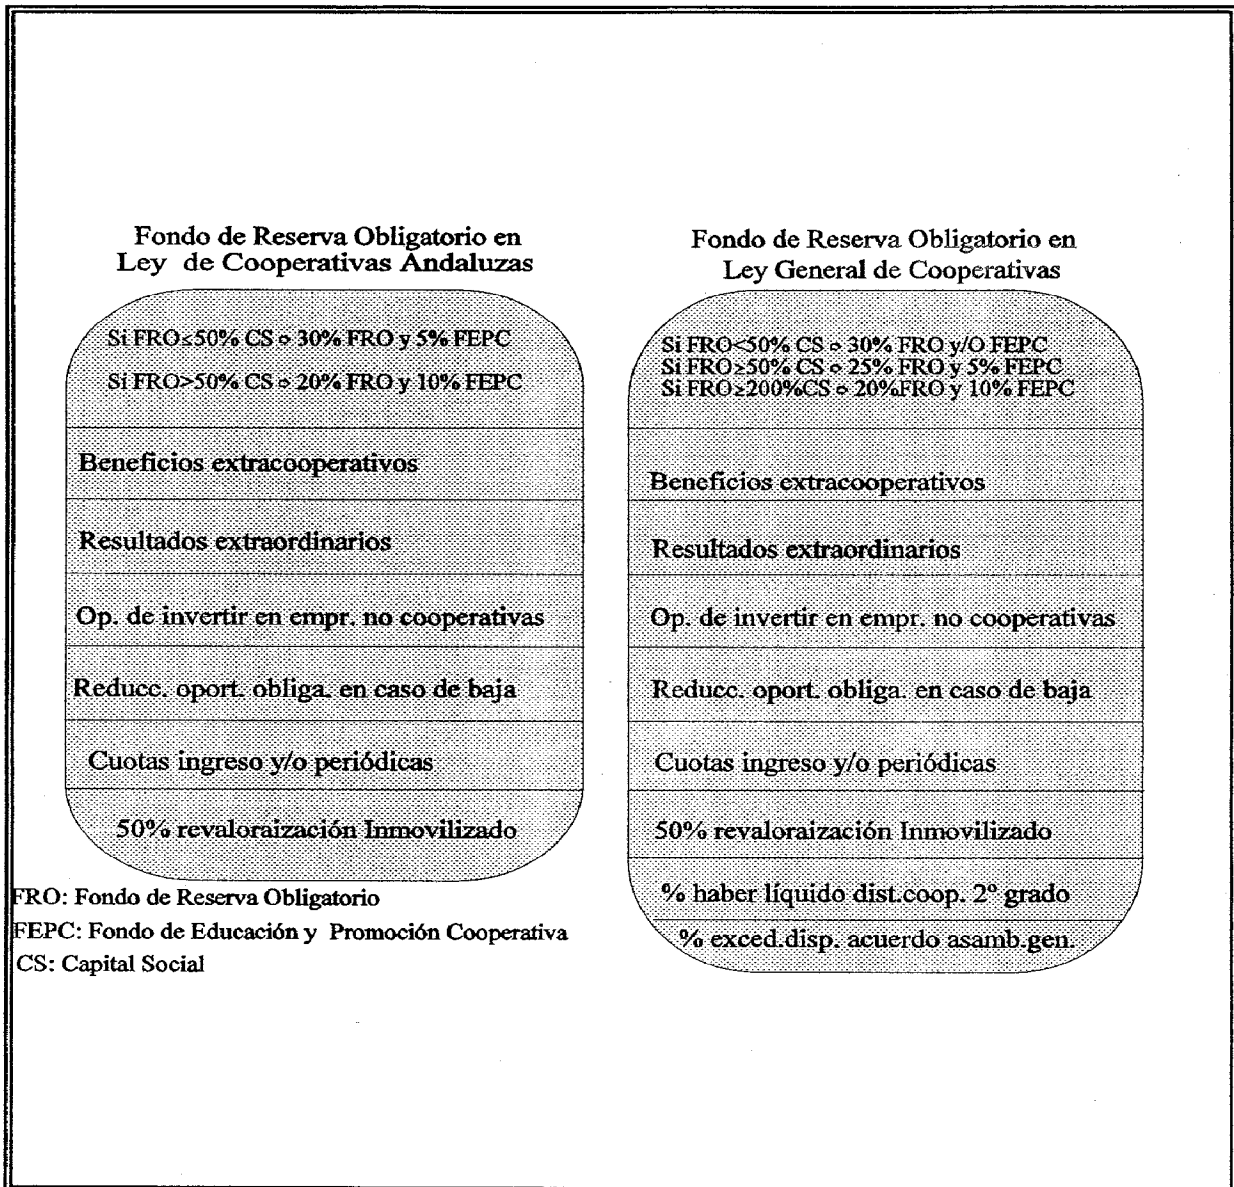 Fondo de Reserva Obligatorio en
Ley de Cooperativas Andaluzas
Si FRO≤50% CS ⇨ 30% FRO y 5% FEPC
Si FRO>50% CS ⇨ 20% FRO y 10% FEPC
Beneficios extracooperativos
Resultados extraordinarios
Op. de invertir en empr. no cooperativas
Reducc. oport. obliga. en caso de baja
Cuotas ingreso y/o periódicas
50% revaloraización Inmovilizado
FRO: Fondo de Reserva Obligatorio
FEPC: Fondo de Educación y Promoción Cooperativa
CS: Capital Social
Fondo de Reserva Obligatorio en
Ley General de Cooperativas
Si FRO<50% CS ⇨ 30% FRO y/O FEPC
Si FRO≥50% CS ⇨ 25% FRO y 5% FEPC
Si FRO≥200%CS ⇨ 20%FRO y 10% FEPC
Beneficios extracooperativos
Resultados extraordinarios
Op. de invertir en empr. no cooperativas
Reducc. oport. obliga. en caso de baja
Cuotas ingreso y/o periódicas
50% revaloraización Inmovilizado
% haber líquido dist.coop. 2º grado
% exced.disp. acuerdo asamb.gen.